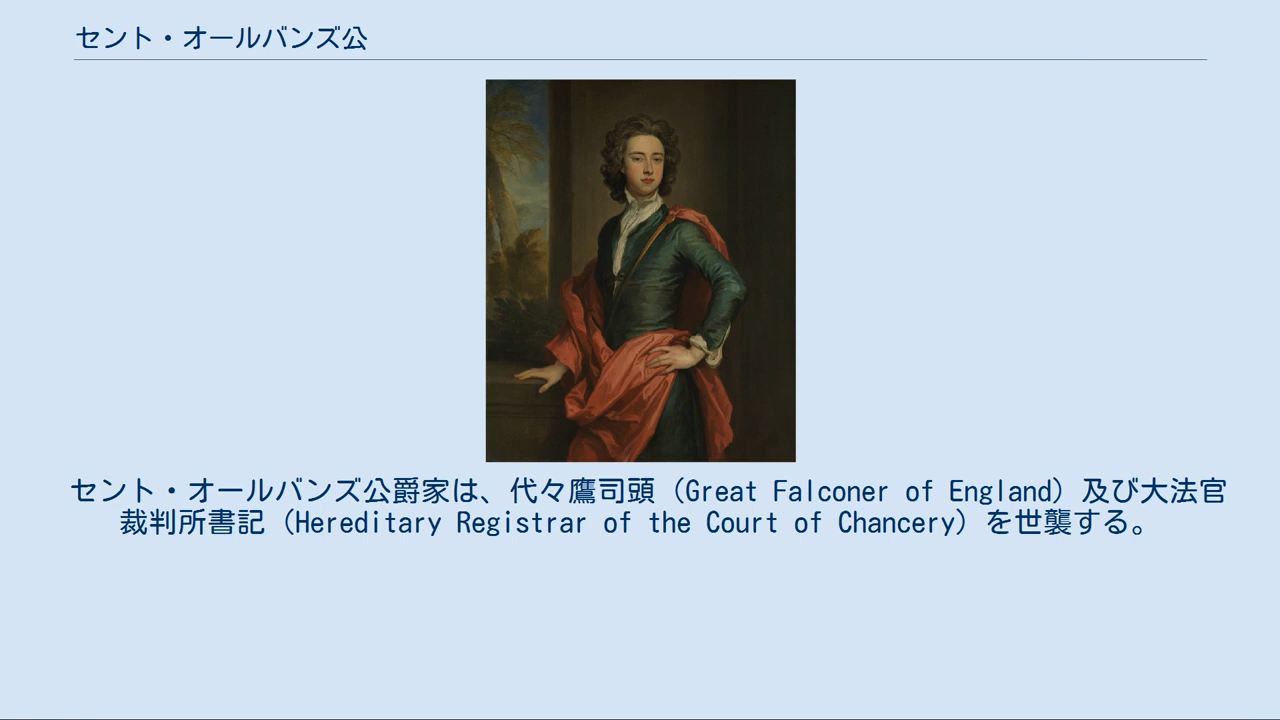 セント・オールバンズ公
セント・オールバンズ公爵家は、代々鷹司頭（Great Falconer of England）及び大法官
裁判所書記（Hereditary Registrar of the Court of Chancery）を世襲する。